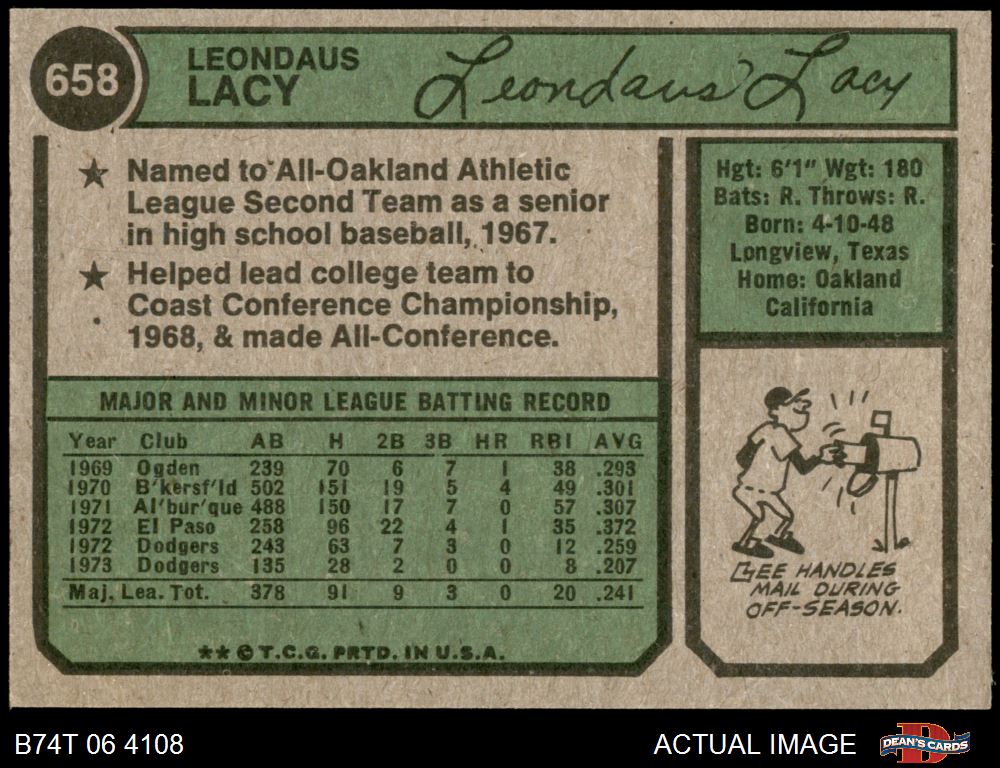 658
LEONDAUS
LACY
Leondaus Lacy
★ Named to All-Oakland Athletic
League Second Team as a senior
in high school baseball, 1967.
★ Helped lead college team to
Coast Conference Championship,
1968, & made All-Conference.
Hgt: 6'1" Wgt: 180
Bats: R. Throws: R.
Born: 4-10-48
Longview, Texas
Home: Oakland
California
MAJOR AND MINOR LEAGUE BATTING RECORD
Year Club AB H 2B 3B HR RBI AVG
1969 Ogden 239 70 6 7 1 38 .293
1970 B'kersf'ld 502 151 19 5 4 49 .301
1971 Al'bur'que 488 150 17 7 0 57 .307
1972 El Paso 258 96 22 4 1 35 .372
1972 Dodgers 243 63 7 3 0 12 .259
1973 Dodgers 135 28 2 0 0 8 .207
Maj. Lea. Tot. 378 91 9 3 0 20 .241
★★ © T.C.G. PRTD. IN U.S.A.
GEE HANDLES
MAIL DURING
OFF-SEASON.
B74T 06 4108
ACTUAL IMAGE
DEAN'S CARDS